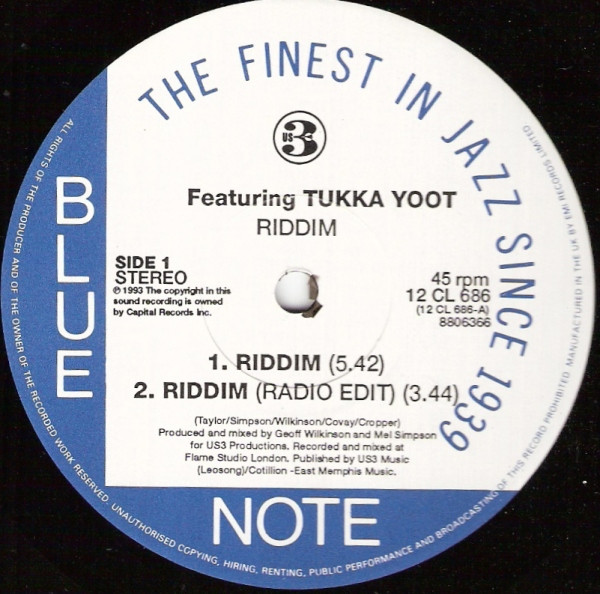 THE FINEST IN JAZZ SINCE 1939
US
3
Featuring TUKKA YOOT
RIDDIM
SIDE 1
STEREO
℗ 1993 The copyright in this
sound recording is owned
by Capital Records Inc.
45 rpm
12 CL 686
(12 CL 686-A)
8806366
1. RIDDIM (5.42)
2. RIDDIM (RADIO EDIT) (3.44)
(Taylor/Simpson/Wilkinson/Covay/Cropper)
Produced and mixed by Geoff Wilkinson and Mel Simpson
for US3 Productions. Recorded and mixed at
Flame Studio London. Published by US3 Music
(Leosong)/Cotillion -East Memphis Music.
BLUE
NOTE
ALL RIGHTS OF THE PRODUCER AND OF THE OWNER OF THE RECORDED WORK RESERVED. UNAUTHORISED COPYING, HIRING, RENTING, PUBLIC PERFORMANCE AND BROADCASTING OF THIS RECORD PROHIBITED. MANUFACTURED IN THE UK BY EMI RECORDS LIMITED